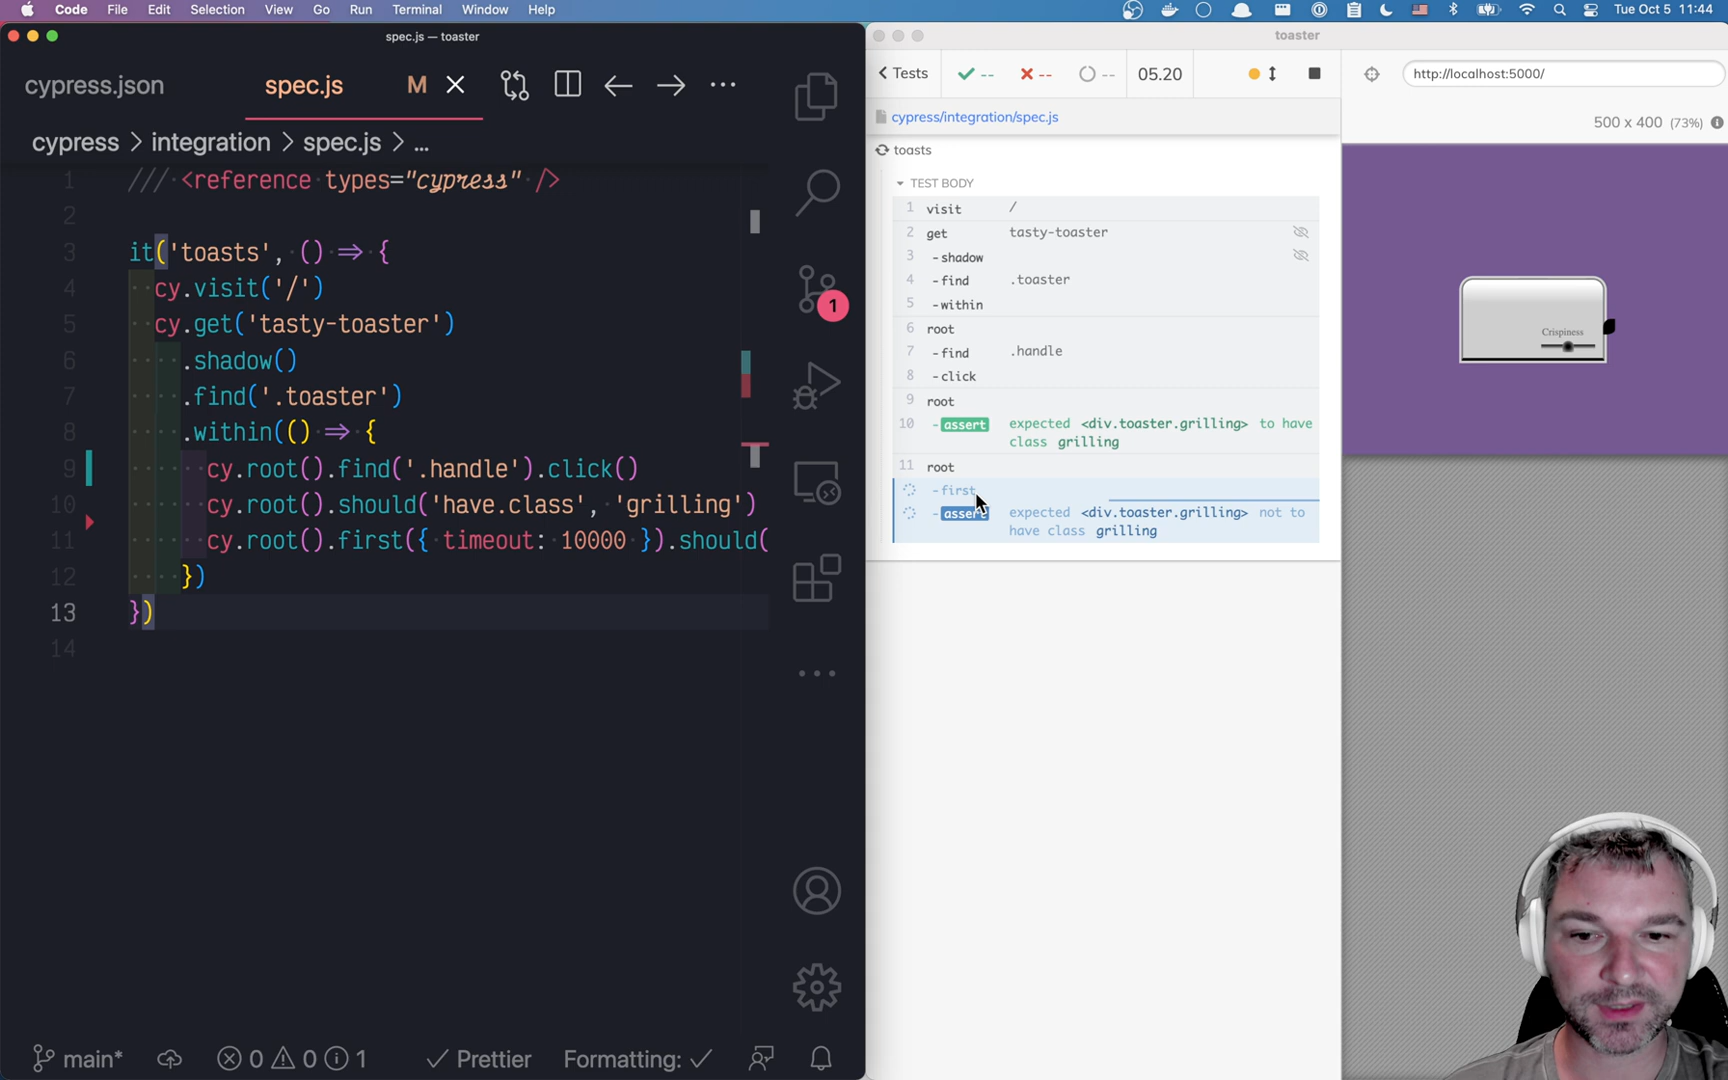 Code File Edit Selection View Go Run Terminal Window Help Tue Oct 5 11:44
spec.js — toaster
cypress.json spec.js M
cypress > integration > spec.js > ...
1 /// <reference types="cypress" />
2
3 it('toasts', () => {
4 cy.visit('/')
5 cy.get('tasty-toaster')
6 .shadow()
7 .find('.toaster')
8 .within(() => {
9 cy.root().find('.handle').click()
10 cy.root().should('have.class', 'grilling')
11 cy.root().first({ timeout: 10000 }).should(
12 })
13 })
14
1
main* 0 0 1 Prettier Formatting:
toaster
< Tests -- -- -- 05.20
cypress/integration/spec.js
toasts
TEST BODY
1 visit /
2 get tasty-toaster
3 -shadow
4 -find .toaster
5 -within
6 root
7 -find .handle
8 -click
9 root
10 -assert expected <div.toaster.grilling> to have
class grilling
11 root
-first
-assert expected <div.toaster.grilling> not to
have class grilling
http://localhost:5000/
500 x 400 (73%)
Crispiness